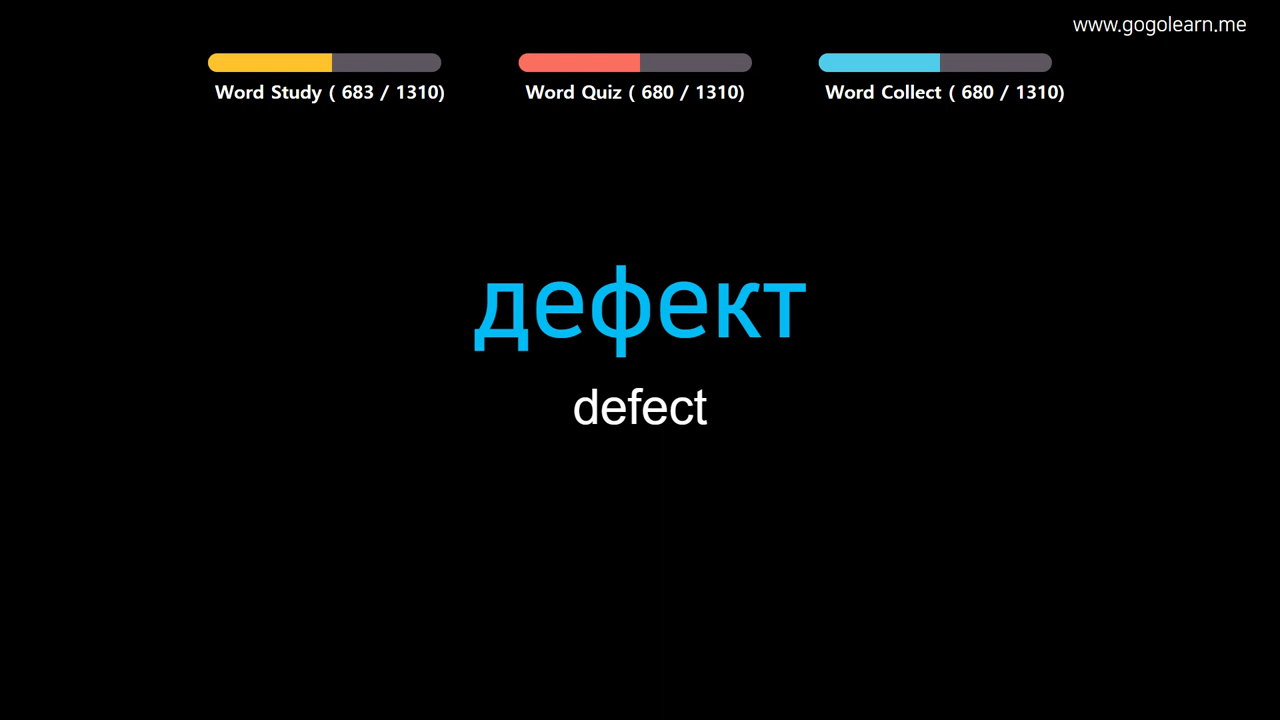 www.gogolearn.me
Word Study ( 683 / 1310)
Word Quiz ( 680 / 1310)
Word Collect ( 680 / 1310)
дефект
defect